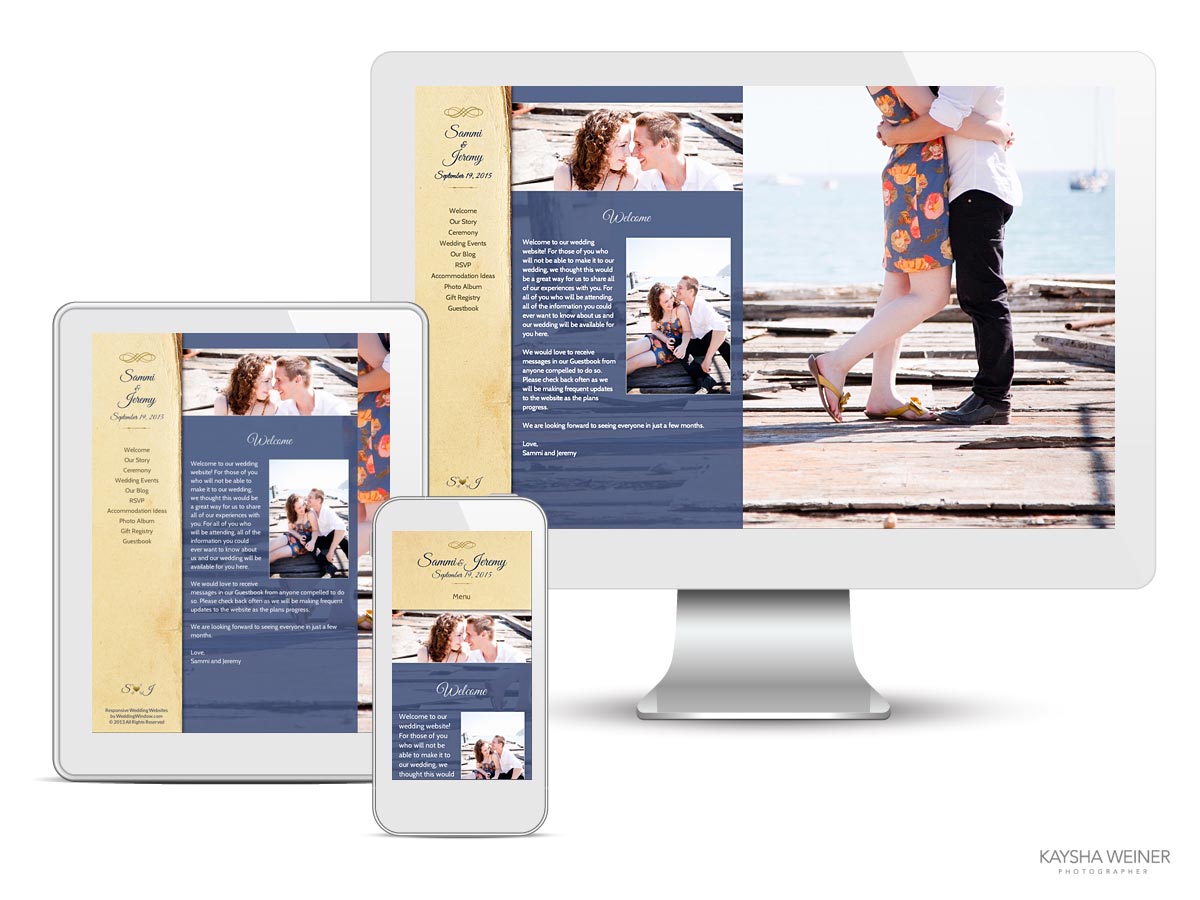 Sammi
&
Jeremy
September 19, 2015
Welcome
Our Story
Ceremony
Wedding Events
Our Blog
RSVP
Accommodation Ideas
Photo Album
Gift Registry
Guestbook
S J
Welcome
Welcome to our wedding
website! For those of you who
will not be able to make it to our
wedding, we thought this would
be a great way for us to share all
of our experiences with you. For
all of you who will be attending,
all of the information you could
ever want to know about us and
our wedding will be available for
you here.
We would love to receive
messages in our Guestbook from
anyone compelled to do so.
Please check back often as we
will be making frequent updates
to the website as the plans
progress.
We are looking forward to seeing everyone in just a few months.
Love,
Sammi and Jeremy
Sammi
&
Jeremy
September 19, 2015
Welcome
Our Story
Ceremony
Wedding Events
Our Blog
RSVP
Accommodation Ideas
Photo Album
Gift Registry
Guestbook
S J
Responsive Wedding Websites
by WeddingWindow.com
© 2013 All Rights Reserved
Welcome
Welcome to our wedding
website! For those of you
who will not be able to
make it to our wedding,
we thought this would be
a great way for us to share
all of our experiences with
you. For all of you who
will be attending, all of the
information you could
ever want to know about
us and our wedding will be
available for you here.
We would love to receive
messages in our Guestbook from anyone compelled to do
so. Please check back often as we will be making frequent
updates to the website as the plans progress.
We are looking forward to seeing everyone in just a few
months.
Love,
Sammi and Jeremy
Sammi & Jeremy
September 19, 2015
Menu
Welcome
Welcome to our
wedding website!
For those of you
who will not be
able to make it to
our wedding, we
thought this would
KAYSHA WEINER
PHOTOGRAPHER